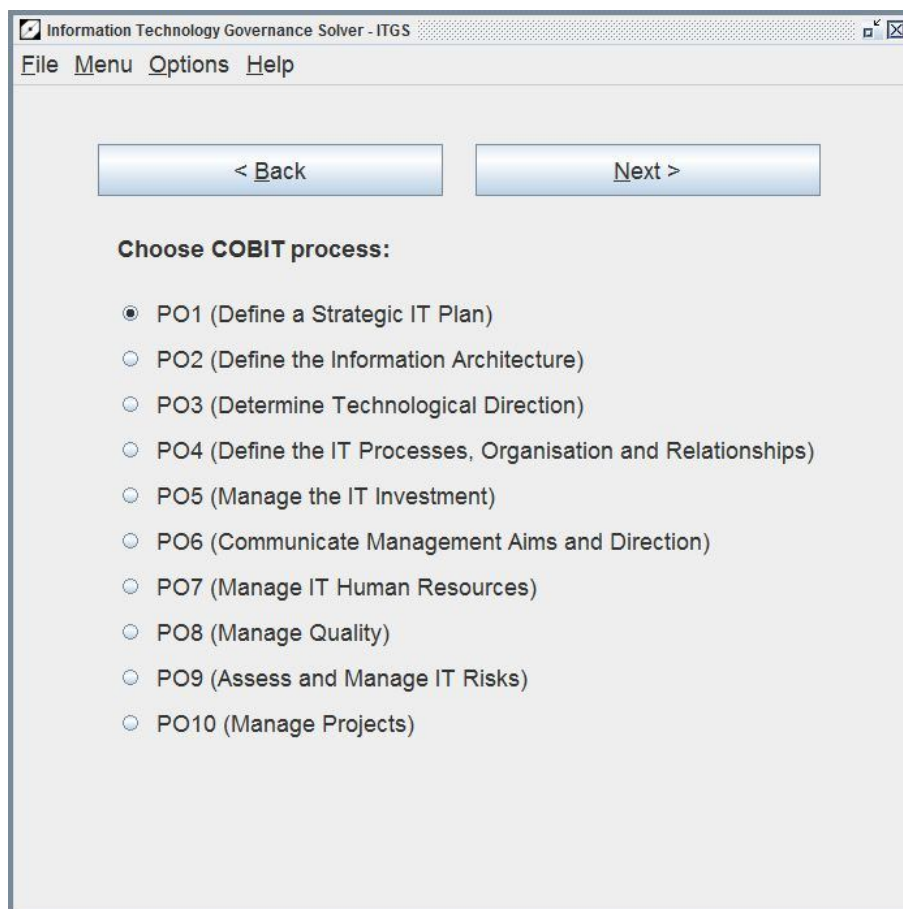 Information Technology Governance Solver - ITGS
File Menu Options Help
< Back Next >
Choose COBIT process:
PO1 (Define a Strategic IT Plan)
PO2 (Define the Information Architecture)
PO3 (Determine Technological Direction)
PO4 (Define the IT Processes, Organisation and Relationships)
PO5 (Manage the IT Investment)
PO6 (Communicate Management Aims and Direction)
PO7 (Manage IT Human Resources)
PO8 (Manage Quality)
PO9 (Assess and Manage IT Risks)
PO10 (Manage Projects)